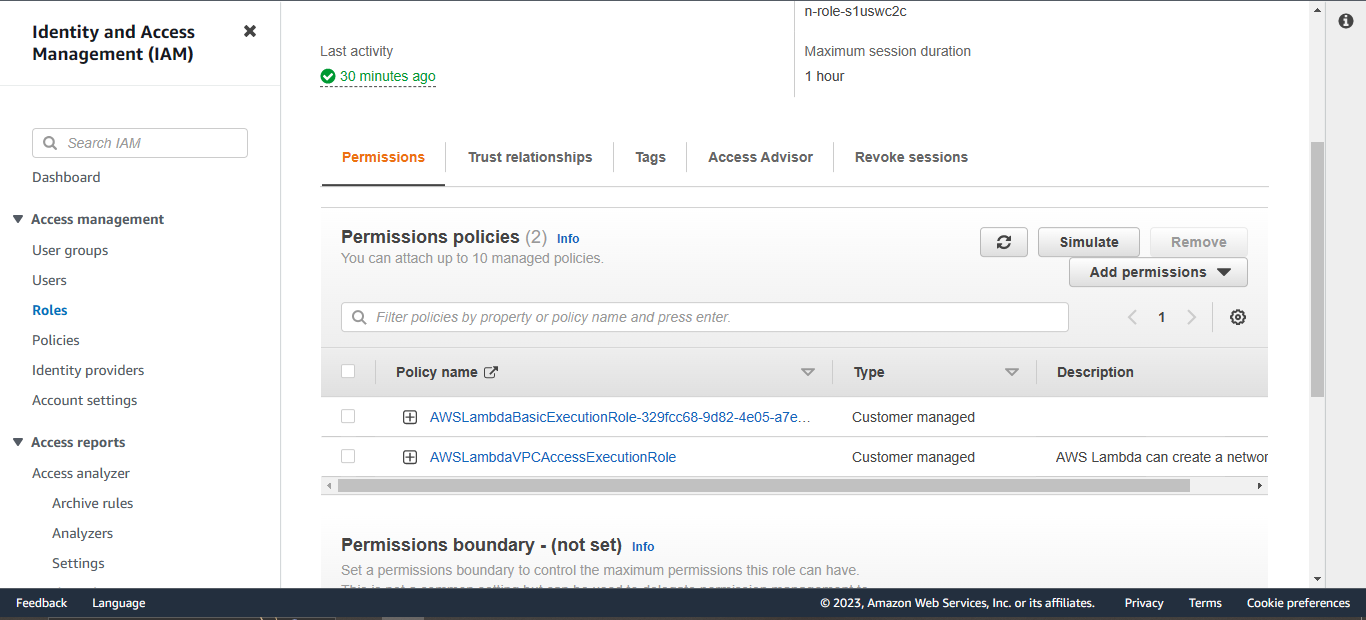 Identity and Access
Management (IAM)
Search IAM
Dashboard
Access management
User groups
Users
Roles
Policies
Identity providers
Account settings
Access reports
Access analyzer
Archive rules
Analyzers
Settings
n-role-s1uswc2c
Last activity
30 minutes ago
Maximum session duration
1 hour
Permissions
Trust relationships
Tags
Access Advisor
Revoke sessions
Permissions policies (2) Info
You can attach up to 10 managed policies.
Simulate
Remove
Add permissions
Filter policies by property or policy name and press enter.
1
Policy name
Type
Description
AWSLambdaBasicExecutionRole-329fcc68-9d82-4e05-a7e...
Customer managed
AWSLambdaVPCAccessExecutionRole
Customer managed
AWS Lambda can create a networ
Permissions boundary - (not set) Info
Set a permissions boundary to control the maximum permissions this role can have.
Feedback
Language
© 2023, Amazon Web Services, Inc. or its affiliates.
Privacy
Terms
Cookie preferences